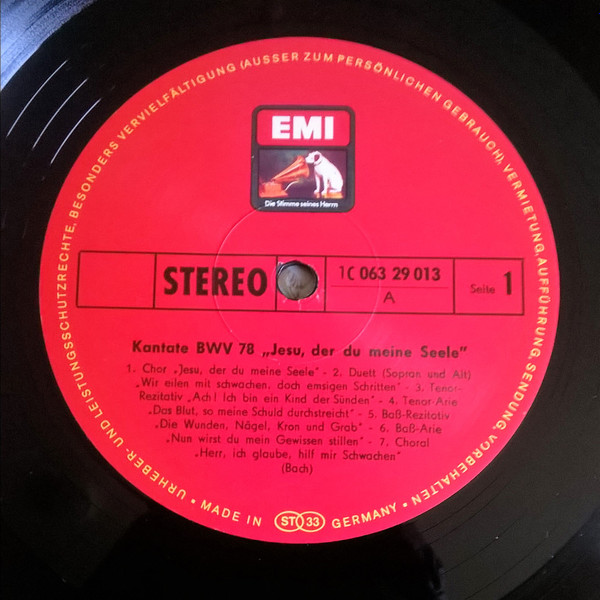 URHEBER- UND LEISTUNGSSCHUTZRECHTE, BESONDERS VERVIELFÄLTIGUNG (AUSSER ZUM PERSÖNLICHEN GEBRAUCH), VERMIETUNG, AUFFÜHRUNG, SENDUNG VORBEHALTEN •
EMI
Die Stimme seines Herrn
STEREO
1C 063 29 013
A
Seite 1
Kantate BWV 78 „Jesu, der du meine Seele"
1. Chor „Jesu, der du meine Seele" - 2. Duett (Sopran und Alt)
„Wir eilen mit schwachen, doch emsigen Schritten" - 3. Tenor-
Rezitativ „Ach! Ich bin ein Kind der Sünden" - 4. Tenor-Arie
„Das Blut, so meine Schuld durchstreicht" - 5. Baß-Rezitativ
„Die Wunden, Nägel, Kron und Grab" - 6. Baß-Arie
„Nun wirst du mein Gewissen stillen" - 7. Choral
„Herr, ich glaube, hilf mir Schwachen"
(Bach)
• MADE IN ST 33 GERMANY •